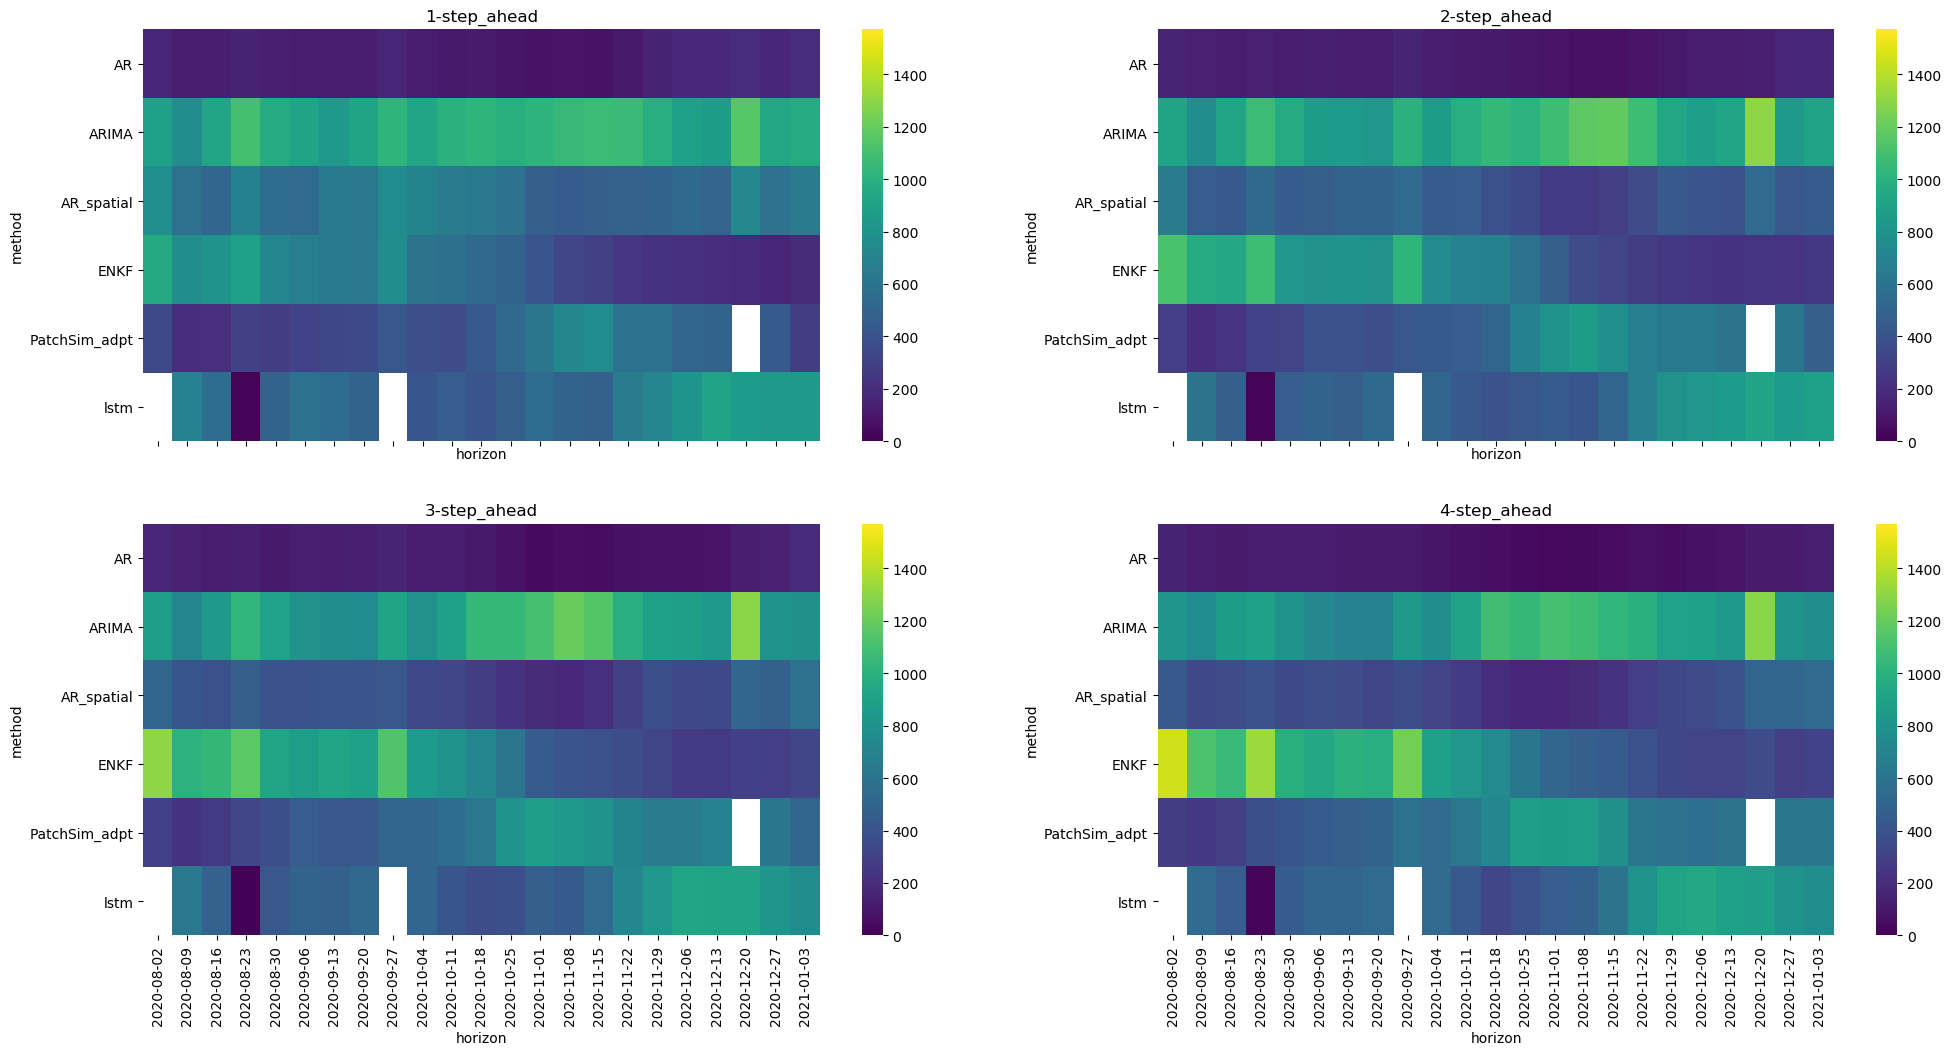 1-step_ahead
method
AR
ARIMA
AR_spatial
ENKF
PatchSim_adpt
lstm
horizon
1400
1200
1000
800
600
400
200
0
2-step_ahead
method
AR
ARIMA
AR_spatial
ENKF
PatchSim_adpt
lstm
horizon
1400
1200
1000
800
600
400
200
0
3-step_ahead
method
AR
ARIMA
AR_spatial
ENKF
PatchSim_adpt
lstm
2020-08-02
2020-08-09
2020-08-16
2020-08-23
2020-08-30
2020-09-06
2020-09-13
2020-09-20
2020-09-27
2020-10-04
2020-10-11
2020-10-18
2020-10-25
2020-11-01
2020-11-08
2020-11-15
2020-11-22
2020-11-29
2020-12-06
2020-12-13
2020-12-20
2020-12-27
2021-01-03
horizon
1400
1200
1000
800
600
400
200
0
4-step_ahead
method
AR
ARIMA
AR_spatial
ENKF
PatchSim_adpt
lstm
2020-08-02
2020-08-09
2020-08-16
2020-08-23
2020-08-30
2020-09-06
2020-09-13
2020-09-20
2020-09-27
2020-10-04
2020-10-11
2020-10-18
2020-10-25
2020-11-01
2020-11-08
2020-11-15
2020-11-22
2020-11-29
2020-12-06
2020-12-13
2020-12-20
2020-12-27
2021-01-03
horizon
1400
1200
1000
800
600
400
200
0